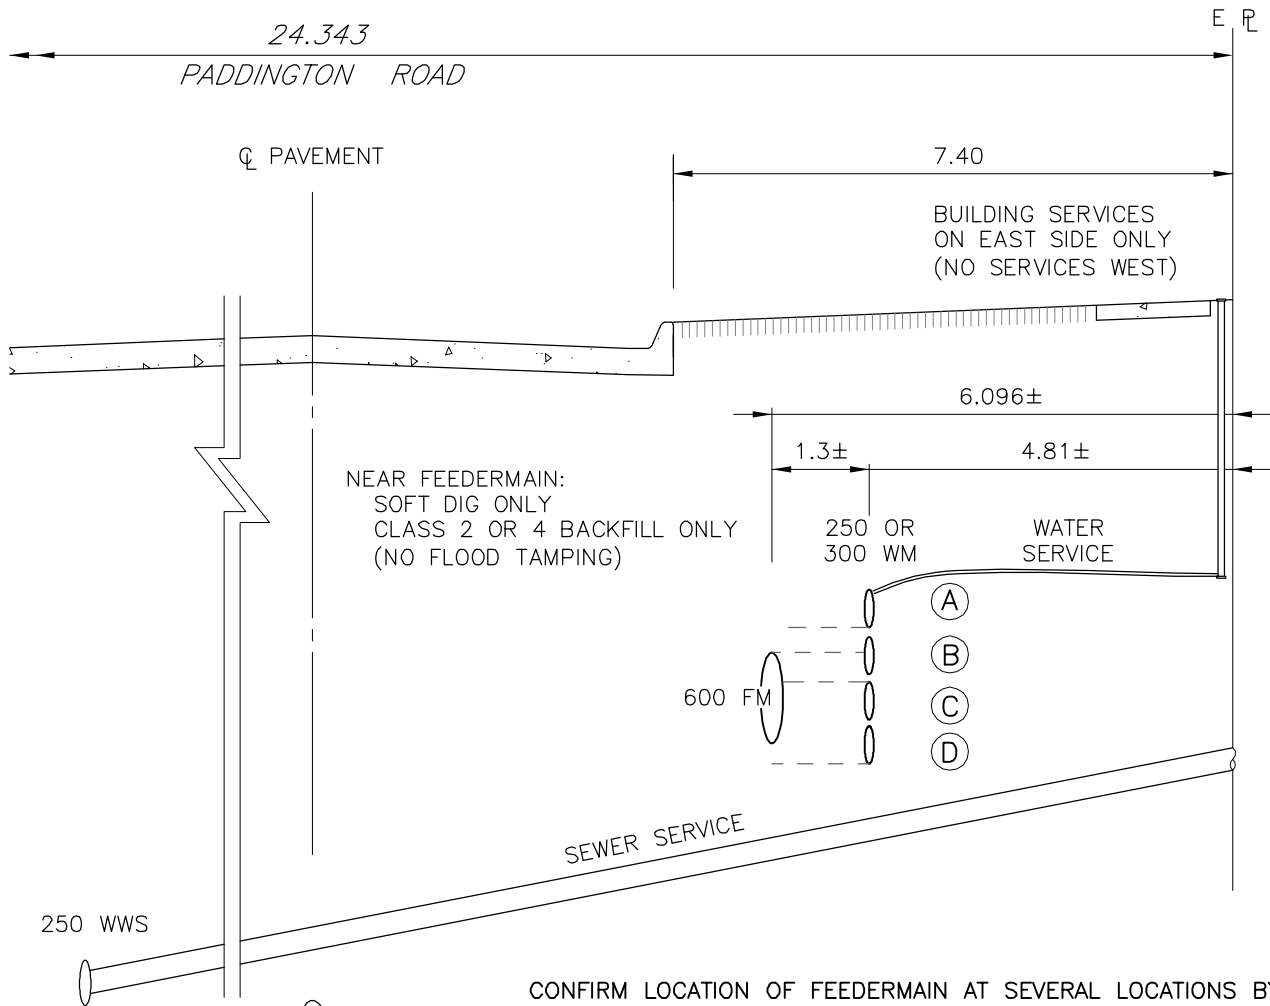 E ℄
24.343
PADDINGTON ROAD
℄ PAVEMENT
7.40
BUILDING SERVICES
ON EAST SIDE ONLY
(NO SERVICES WEST)
6.096±
1.3±
4.81±
NEAR FEEDERMAIN:
SOFT DIG ONLY
CLASS 2 OR 4 BACKFILL ONLY
(NO FLOOD TAMPING)
250 OR
300 WM
WATER
SERVICE
A
B
600 FM
C
D
SEWER SERVICE
250 WWS
CONFIRM LOCATION OF FEEDERMAIN AT SEVERAL LOCATIONS BY